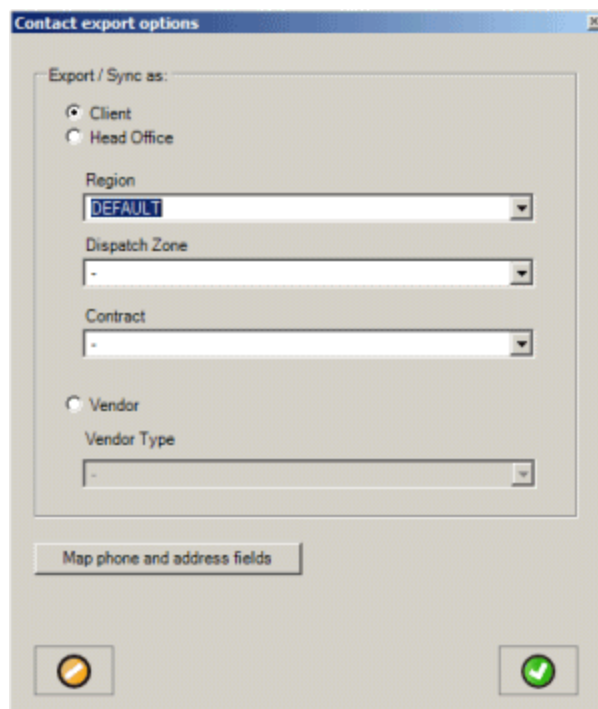 Contact export options
Export / Sync as:
Client
Head Office
Region
DEFAULT
Dispatch Zone
-
Contract
-
Vendor
Vendor Type
-
Map phone and address fields